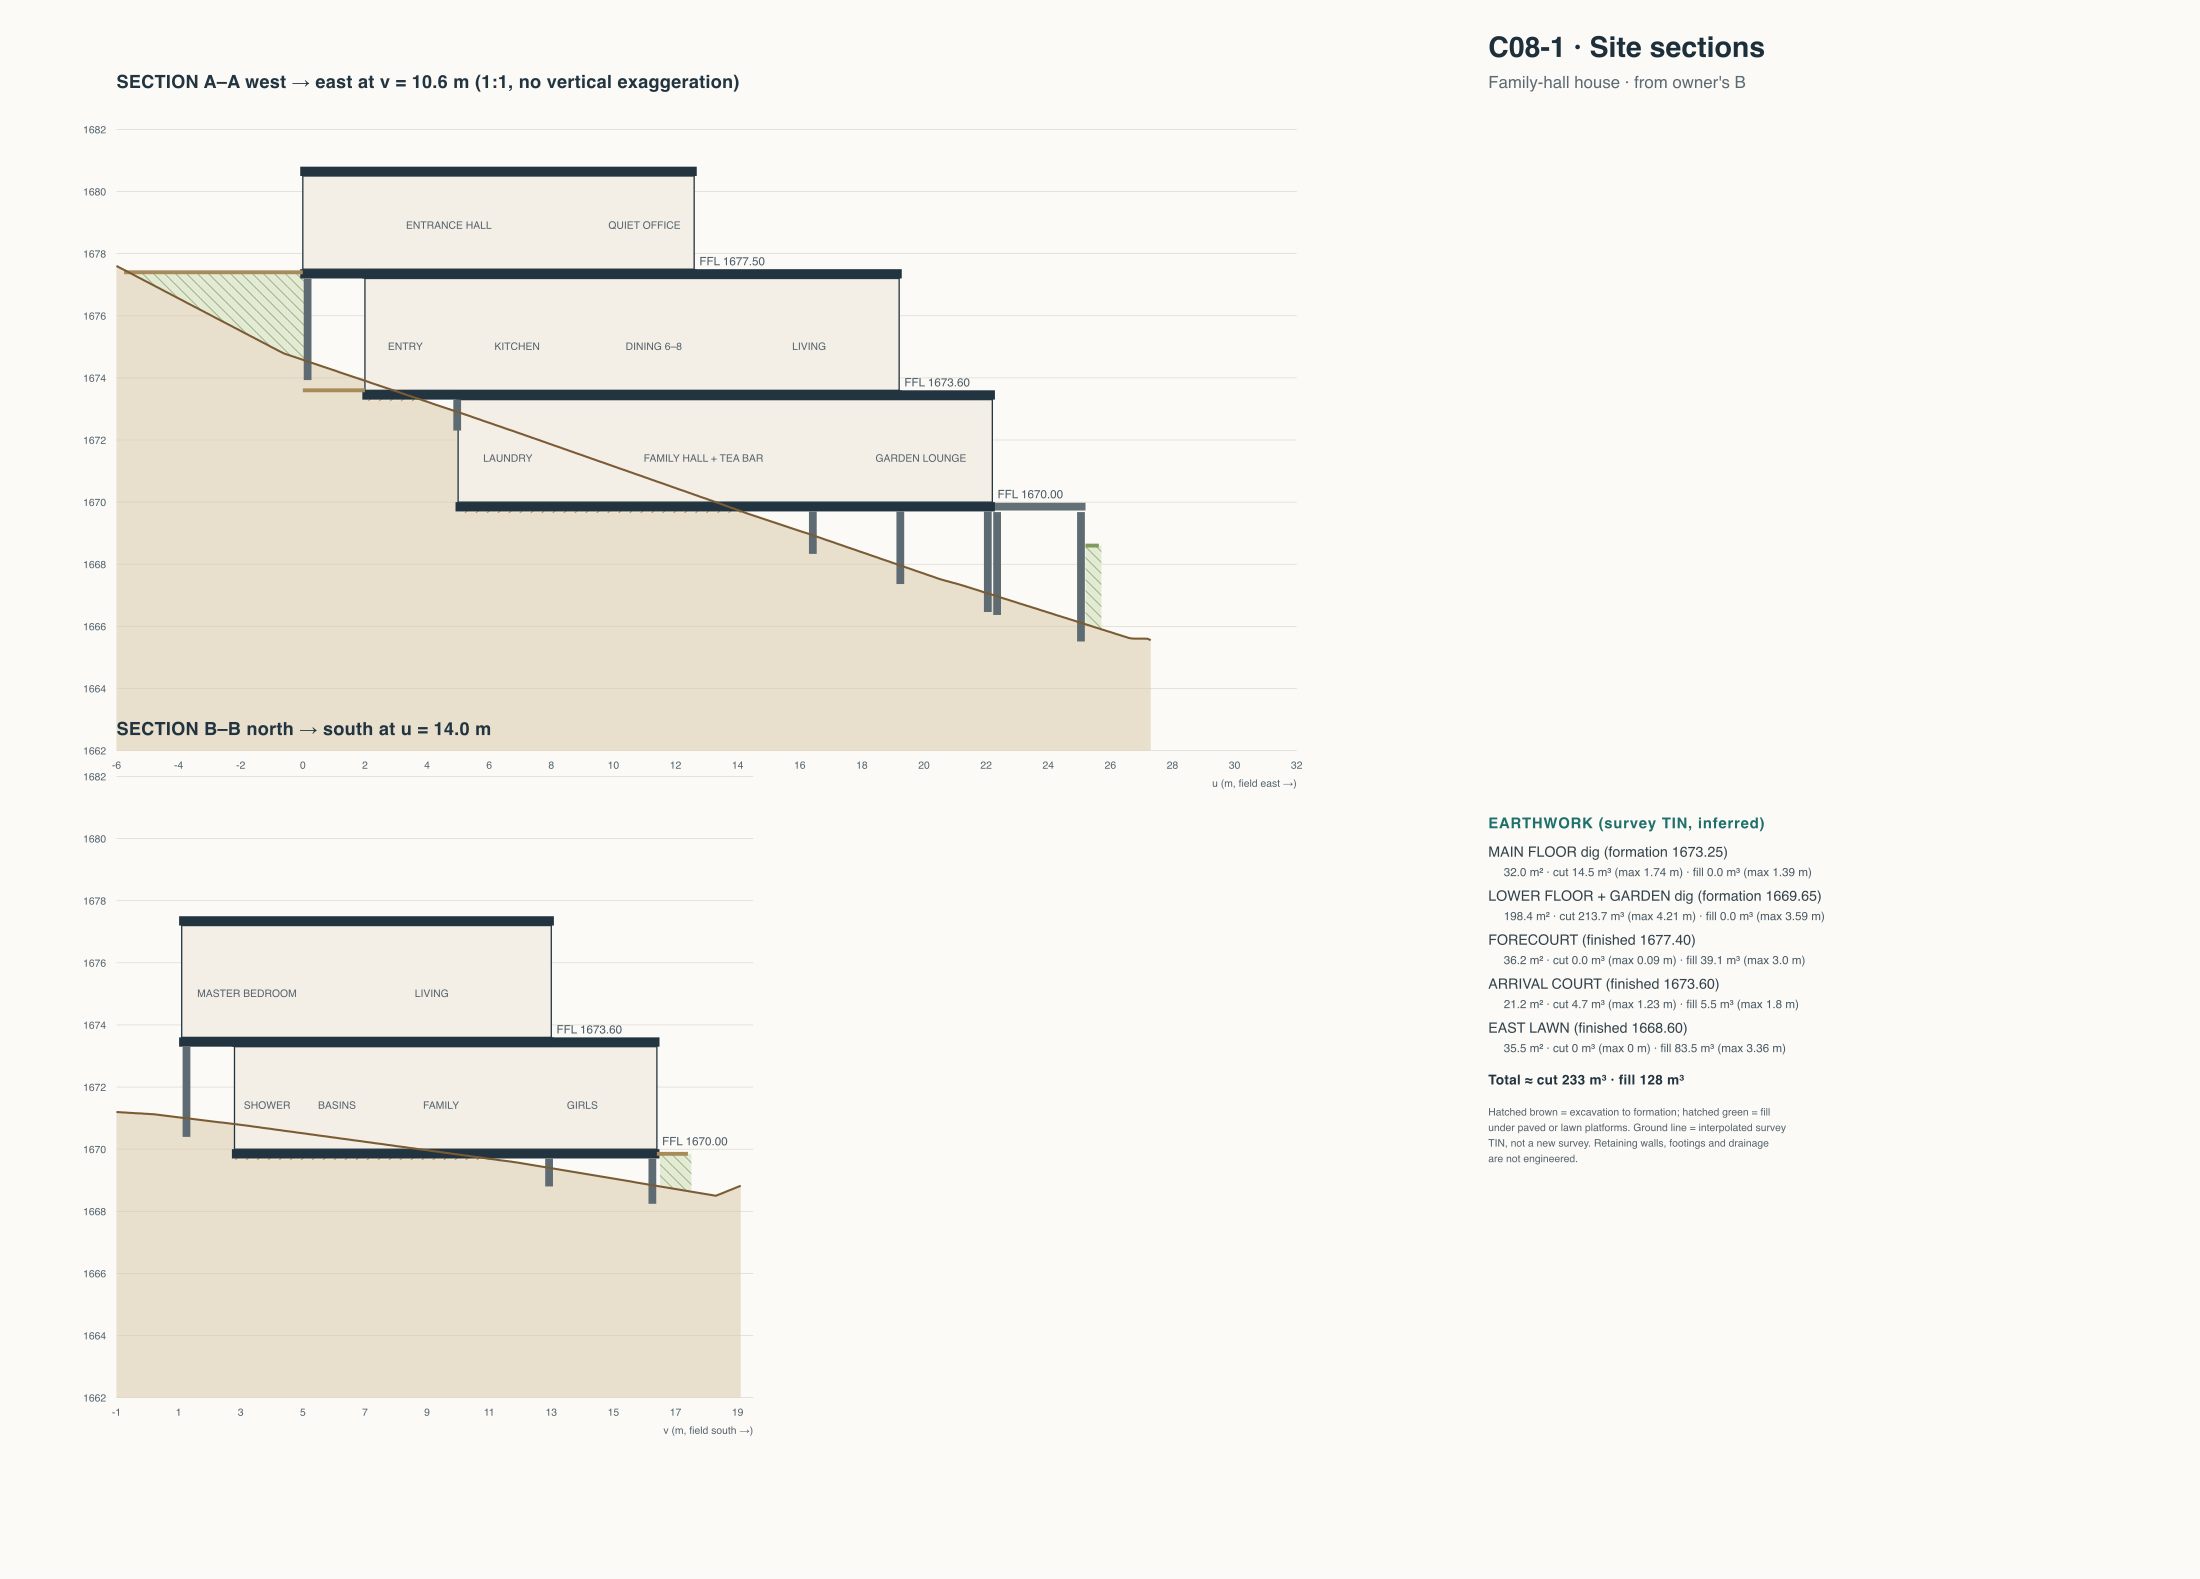 C08-1 · Site sections
Family-hall house · from owner's B
SECTION A–A west → east at v = 10.6 m (1:1, no vertical exaggeration)
1682
1680
ENTRANCE HALL
QUIET OFFICE
1678
FFL 1677.50
1676
ENTRY
KITCHEN
DINING 6–8
LIVING
1674
FFL 1673.60
1672
LAUNDRY
FAMILY HALL + TEA BAR
GARDEN LOUNGE
1670
FFL 1670.00
1668
1666
1664
1662
-6 -4 -2 0 2 4 6 8 10 12 14 16 18 20 22 24 26 28 30 32
u (m, field east →)
SECTION B–B north → south at u = 14.0 m
1682
1680
1678
1676
MASTER BEDROOM
LIVING
1674
FFL 1673.60
1672
SHOWER
BASINS
FAMILY
GIRLS
1670
FFL 1670.00
1668
1666
1664
1662
-1 1 3 5 7 9 11 13 15 17 19
v (m, field south →)
EARTHWORK (survey TIN, inferred)
MAIN FLOOR dig (formation 1673.25)
32.0 m² · cut 14.5 m³ (max 1.74 m) · fill 0.0 m³ (max 1.39 m)
LOWER FLOOR + GARDEN dig (formation 1669.65)
198.4 m² · cut 213.7 m³ (max 4.21 m) · fill 0.0 m³ (max 3.59 m)
FORECOURT (finished 1677.40)
36.2 m² · cut 0.0 m³ (max 0.09 m) · fill 39.1 m³ (max 3.0 m)
ARRIVAL COURT (finished 1673.60)
21.2 m² · cut 4.7 m³ (max 1.23 m) · fill 5.5 m³ (max 1.8 m)
EAST LAWN (finished 1668.60)
35.5 m² · cut 0 m³ (max 0 m) · fill 83.5 m³ (max 3.36 m)
Total ≈ cut 233 m³ · fill 128 m³
Hatched brown = excavation to formation; hatched green = fill
under paved or lawn platforms. Ground line = interpolated survey
TIN, not a new survey. Retaining walls, footings and drainage
are not engineered.